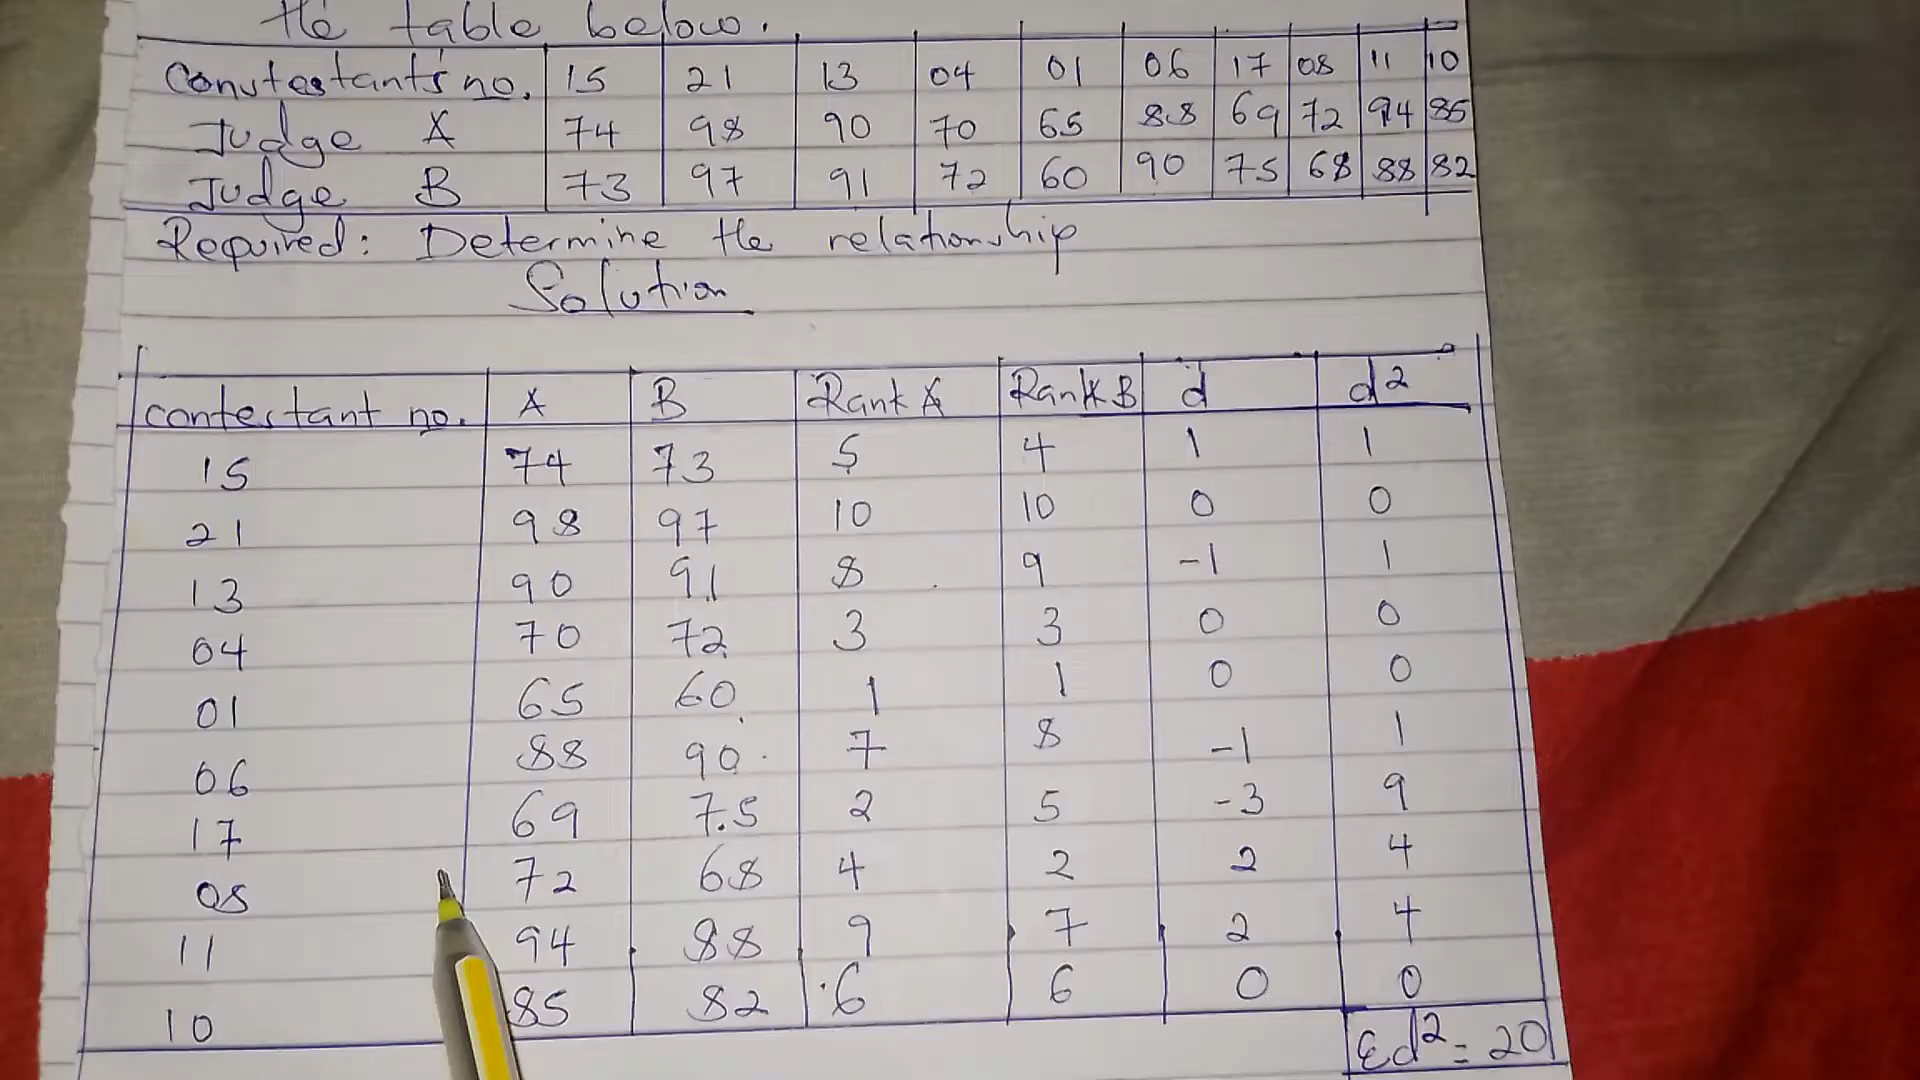 the table below.
Conutestants no. 15 21 13 04 01 06 17 08 11 10
Judge A 74 98 90 70 65 88 69 72 94 85
Judge B 73 97 91 72 60 90 75 68 88 82
Required: Determine the relationship
Solution
contestant no. A B Rank A Rank B d d2
15 74 73 5 4 1 1
21 98 97 10 10 0 0
13 90 91 8 9 -1 1
04 70 72 3 3 0 0
01 65 60 1 1 0 0
06 88 90 7 8 -1 1
17 69 75 2 5 -3 9
08 72 68 4 2 2 4
11 94 88 9 7 2 4
10 85 82 6 6 0 0
Ed2 = 20